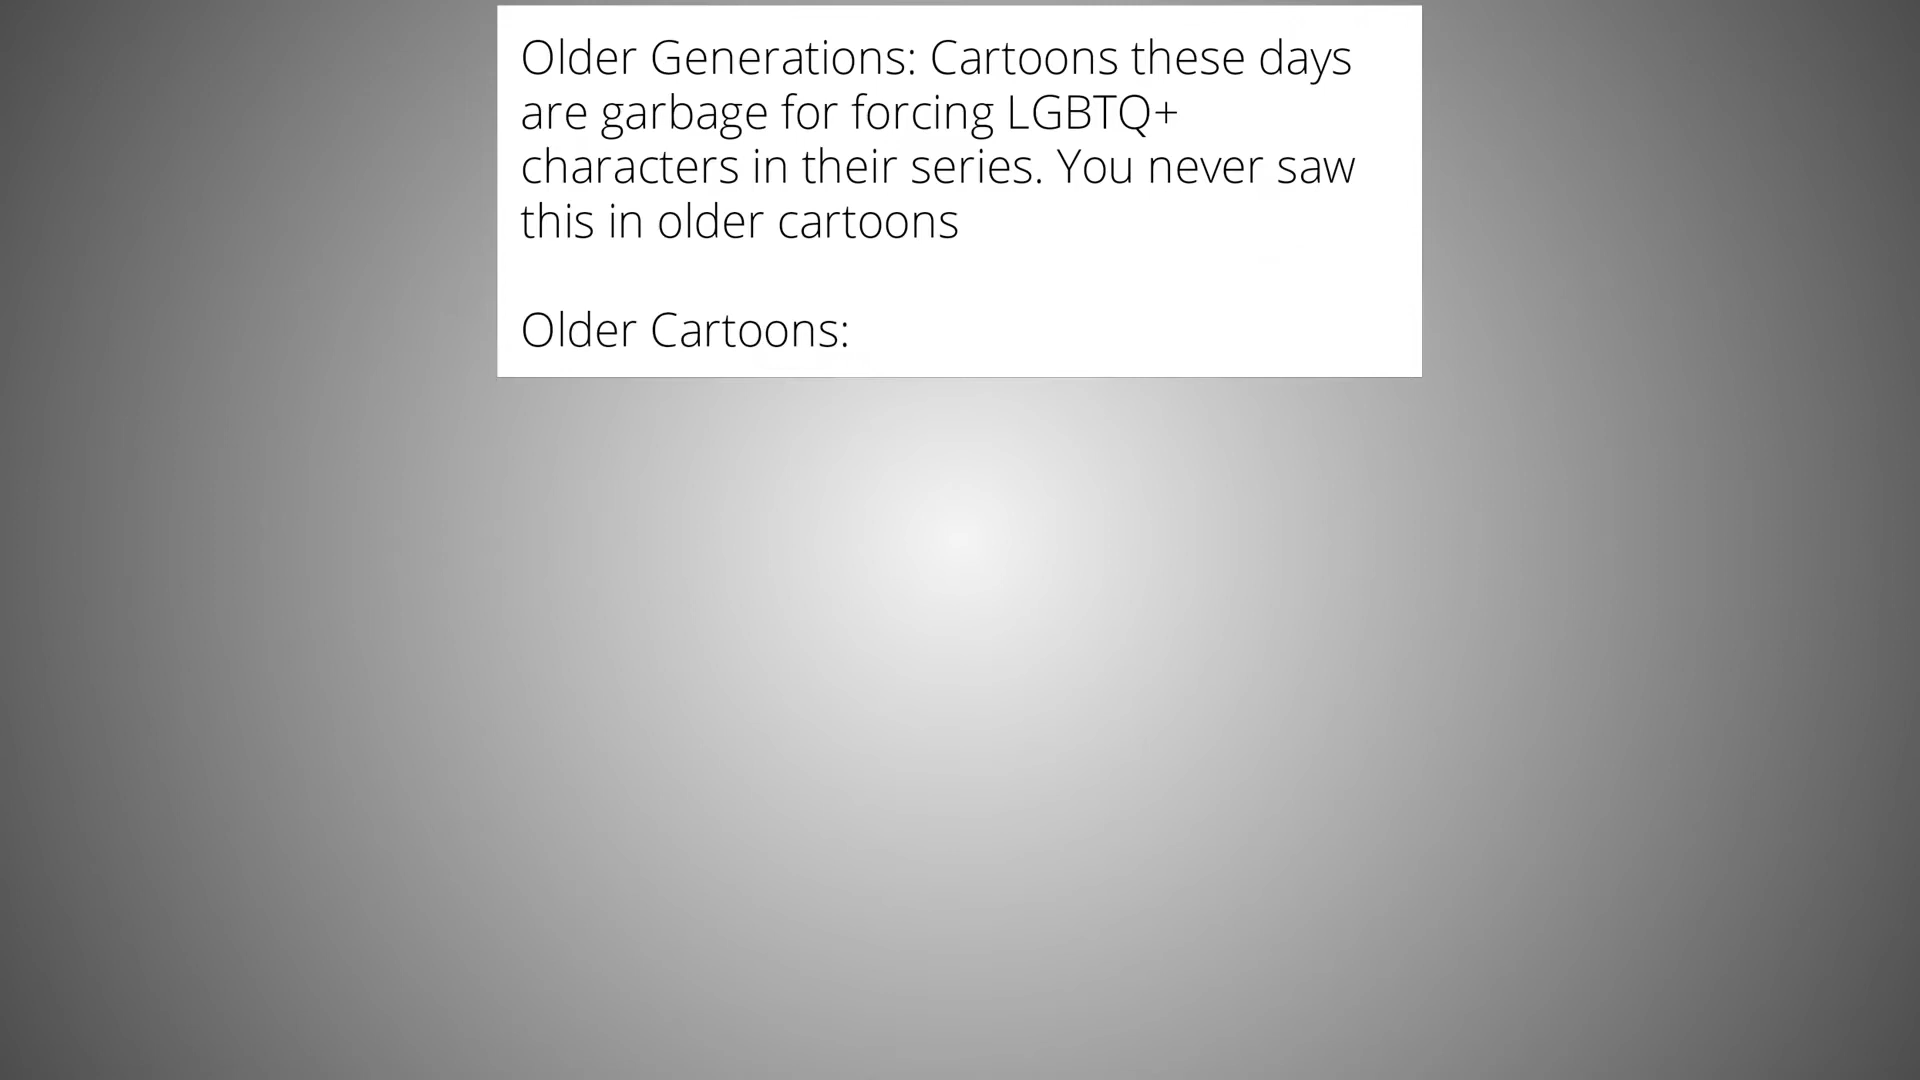 Older Generations: Cartoons these days
are garbage for forcing LGBTQ+
characters in their series. You never saw
this in older cartoons
Older Cartoons: